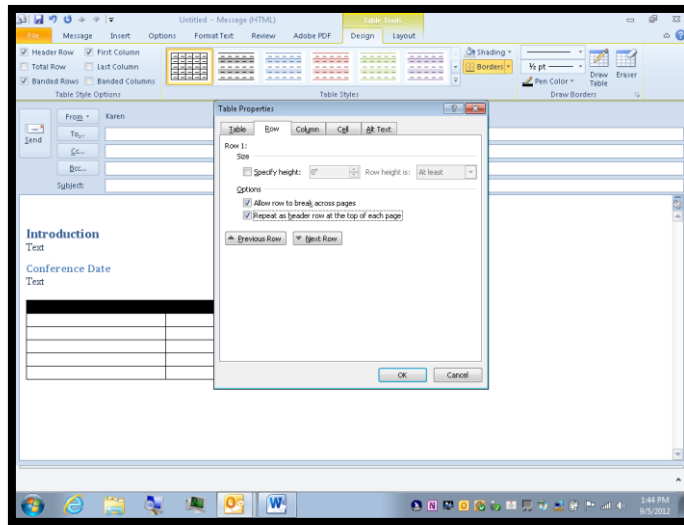 Untitled - Message (HTML)
Table Tools
File Message Insert Options Format Text Review Adobe PDF Design Layout
Header Row First Column
Total Row Last Column
Banded Rows Banded Columns
Table Style Options
Table Styles
Shading
Borders
½ pt
Pen Color
Draw Table
Eraser
Draw Borders
Send
From Karen
To...
Cc...
Bcc...
Subject:
Introduction
Text
Conference Date
Text
Table Properties
Table Row Column Cell Alt Text
Row 1:
Size
Specify height: 0" Row height is: At least
Options
Allow row to break across pages
Repeat as header row at the top of each page
Previous Row Next Row
OK Cancel
1:44 PM
9/5/2012